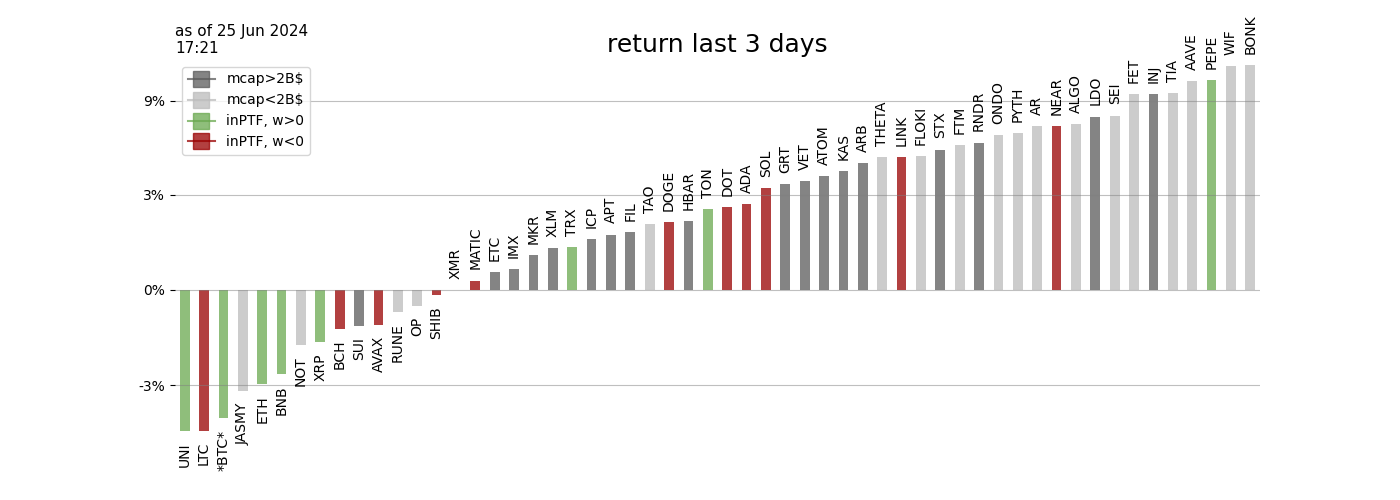 as of 25 Jun 2024
17:21
return last 3 days
mcap>2B$
mcap<2B$
inPTF, w>0
inPTF, w<0
9%
3%
0%
-3%
UNI
LTC
*BTC*
JASMY
ETH
BNB
NOT
XRP
BCH
SUI
AVAX
RUNE
OP
SHIB
XMR
MATIC
ETC
IMX
MKR
XLM
TRX
ICP
APT
FIL
TAO
DOGE
HBAR
TON
DOT
ADA
SOL
GRT
VET
ATOM
KAS
ARB
THETA
LINK
FLOKI
STX
FTM
RNDR
ONDO
PYTH
AR
NEAR
ALGO
LDO
SEI
FET
INJ
TIA
AAVE
PEPE
WIF
BONK